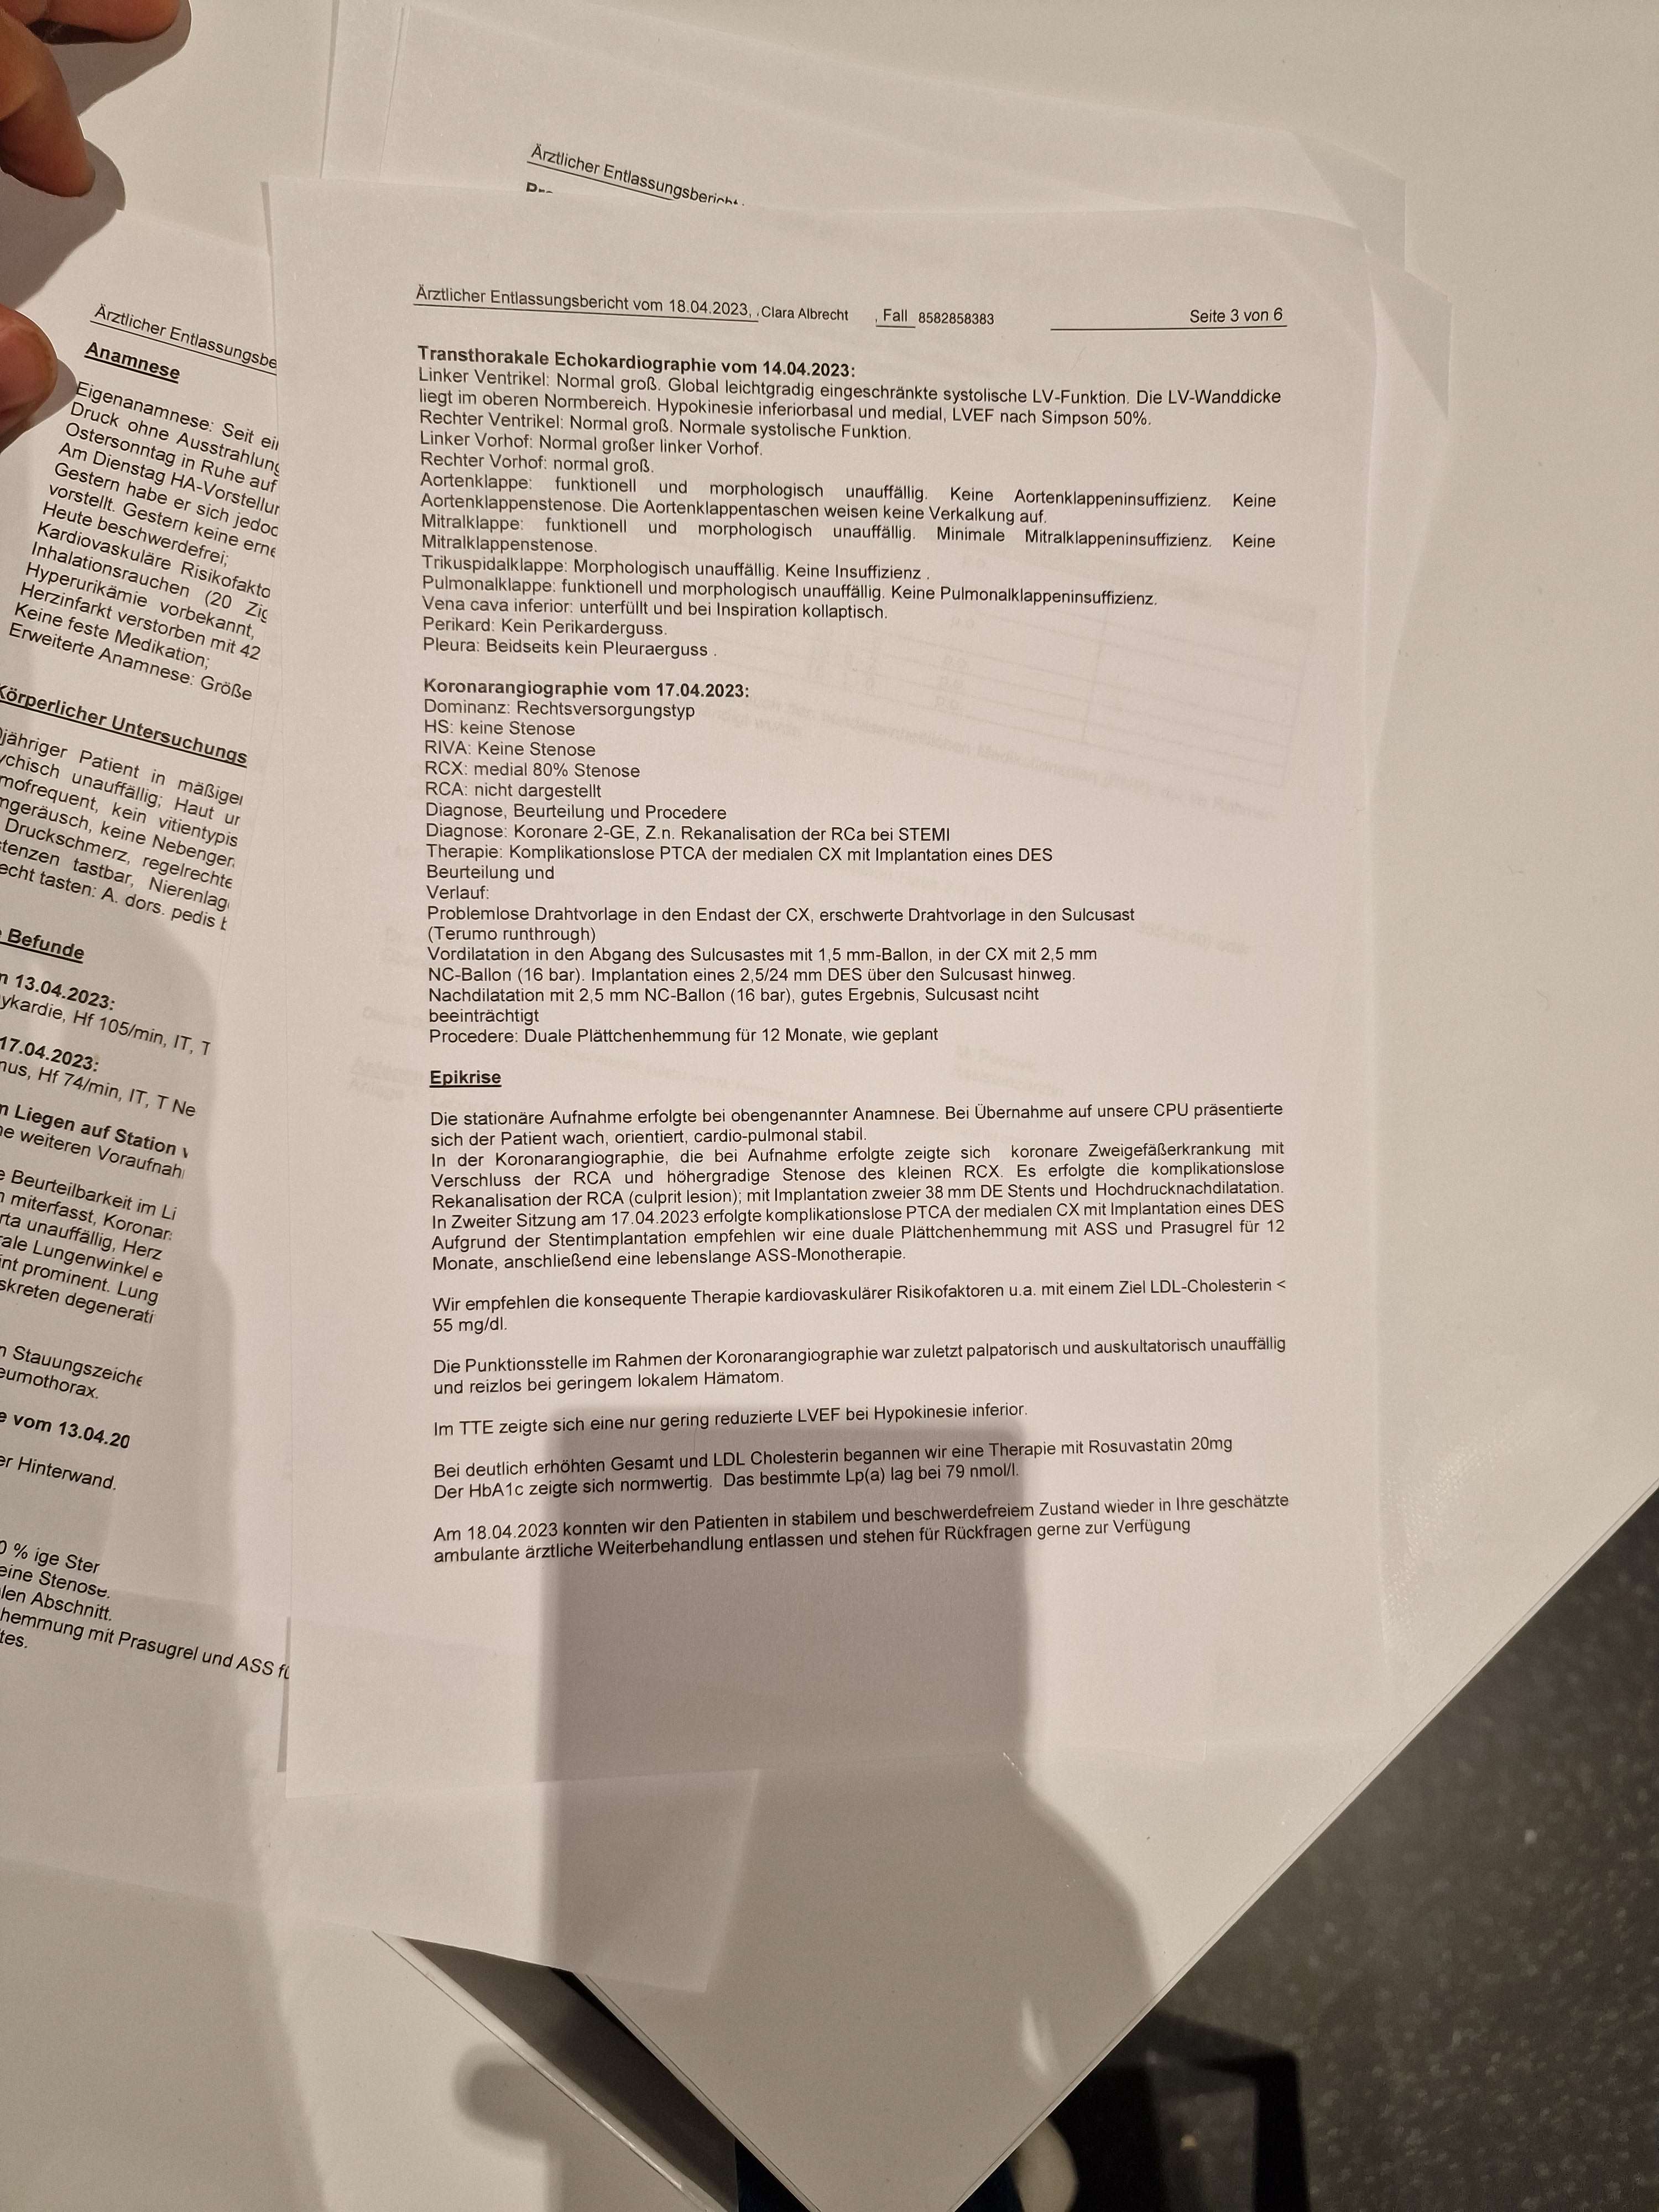 Ärztlicher Entlassungsbericht
Ärztlicher Entlassungsbe
Anamnese
Eigenanamnese: Seit ein
Druck ohne Ausstrahlung
Ostersonntag in Ruhe auf
Am Dienstag HA-Vorstellur
Gestern habe er sich jedoc
vorstellt. Gestern keine erne
Heute beschwerdefrei;
Kardiovaskuläre Risikofakto
Inhalationsrauchen (20 Zig
Hyperurikämie vorbekannt,
Herzinfarkt verstorben mit 42
Keine feste Medikation;
Erweiterte Anamnese: Größe
Körperlicher Untersuchungs
jähriger Patient in mäßiger
ychisch unauffällig; Haut ur
mofrequent, kein vitientypis
ngeräusch, keine Nebenger
Druckschmerz, regelrechte
stenzen tastbar, Nierenlag
echt tasten: A. dors. pedis b
Befunde
n 13.04.2023:
ykardie, Hf 105/min, IT, T
17.04.2023:
nus, Hf 74/min, IT, T Ne
n Liegen auf Station v
ne weiteren Voraufnah
e Beurteilbarkeit im Li
n miterfasst, Koronar
rta unauffällig, Herz
rale Lungenwinkel e
int prominent. Lung
skreten degenerati
n Stauungszeiche
eumothorax.
e vom 13.04.20
er Hinterwand.
0 % ige Ster
eine Stenose.
len Abschnitt.
hemmung mit Prasugrel und ASS fü
tes.
Ärztlicher Entlassungsbericht vom 18.04.2023, , Clara Albrecht , Fall 8582858383 Seite 3 von 6
Transthorakale Echokardiographie vom 14.04.2023:
Linker Ventrikel: Normal groß. Global leichtgradig eingeschränkte systolische LV-Funktion. Die LV-Wanddicke
liegt im oberen Normbereich. Hypokinesie inferiorbasal und medial, LVEF nach Simpson 50%.
Rechter Ventrikel: Normal groß. Normale systolische Funktion.
Linker Vorhof: Normal großer linker Vorhof.
Rechter Vorhof: normal groß.
Aortenklappe: funktionell und morphologisch unauffällig. Keine Aortenklappeninsuffizienz. Keine
Aortenklappenstenose. Die Aortenklappentaschen weisen keine Verkalkung auf.
Mitralklappe: funktionell und morphologisch unauffällig. Minimale Mitralklappeninsuffizienz. Keine
Mitralklappenstenose.
Trikuspidalklappe: Morphologisch unauffällig. Keine Insuffizienz .
Pulmonalklappe: funktionell und morphologisch unauffällig. Keine Pulmonalklappeninsuffizienz.
Vena cava inferior: unterfüllt und bei Inspiration kollaptisch.
Perikard: Kein Perikarderguss.
Pleura: Beidseits kein Pleuraerguss .
Koronarangiographie vom 17.04.2023:
Dominanz: Rechtsversorgungstyp
HS: keine Stenose
RIVA: Keine Stenose
RCX: medial 80% Stenose
RCA: nicht dargestellt
Diagnose, Beurteilung und Procedere
Diagnose: Koronare 2-GE, Z.n. Rekanalisation der RCa bei STEMI
Therapie: Komplikationslose PTCA der medialen CX mit Implantation eines DES
Beurteilung und
Verlauf:
Problemlose Drahtvorlage in den Endast der CX, erschwerte Drahtvorlage in den Sulcusast
(Terumo runthrough)
Vordilatation in den Abgang des Sulcusastes mit 1,5 mm-Ballon, in der CX mit 2,5 mm
NC-Ballon (16 bar). Implantation eines 2,5/24 mm DES über den Sulcusast hinweg.
Nachdilatation mit 2,5 mm NC-Ballon (16 bar), gutes Ergebnis, Sulcusast nciht
beeinträchtigt
Procedere: Duale Plättchenhemmung für 12 Monate, wie geplant
Epikrise
Die stationäre Aufnahme erfolgte bei obengenannter Anamnese. Bei Übernahme auf unsere CPU präsentierte
sich der Patient wach, orientiert, cardio-pulmonal stabil.
In der Koronarangiographie, die bei Aufnahme erfolgte zeigte sich koronare Zweigefäßerkrankung mit
Verschluss der RCA und höhergradige Stenose des kleinen RCX. Es erfolgte die komplikationslose
Rekanalisation der RCA (culprit lesion); mit Implantation zweier 38 mm DE Stents und Hochdrucknachdilatation.
In Zweiter Sitzung am 17.04.2023 erfolgte komplikationslose PTCA der medialen CX mit Implantation eines DES
Aufgrund der Stentimplantation empfehlen wir eine duale Plättchenhemmung mit ASS und Prasugrel für 12
Monate, anschließend eine lebenslange ASS-Monotherapie.
Wir empfehlen die konsequente Therapie kardiovaskulärer Risikofaktoren u.a. mit einem Ziel LDL-Cholesterin <
55 mg/dl.
Die Punktionsstelle im Rahmen der Koronarangiographie war zuletzt palpatorisch und auskultatorisch unauffällig
und reizlos bei geringem lokalem Hämatom.
Im TTE zeigte sich eine nur gering reduzierte LVEF bei Hypokinesie inferior.
Bei deutlich erhöhten Gesamt und LDL Cholesterin begannen wir eine Therapie mit Rosuvastatin 20mg
Der HbA1c zeigte sich normwertig. Das bestimmte Lp(a) lag bei 79 nmol/l.
Am 18.04.2023 konnten wir den Patienten in stabilem und beschwerdefreiem Zustand wieder in Ihre geschätzte
ambulante ärztliche Weiterbehandlung entlassen und stehen für Rückfragen gerne zur Verfügung